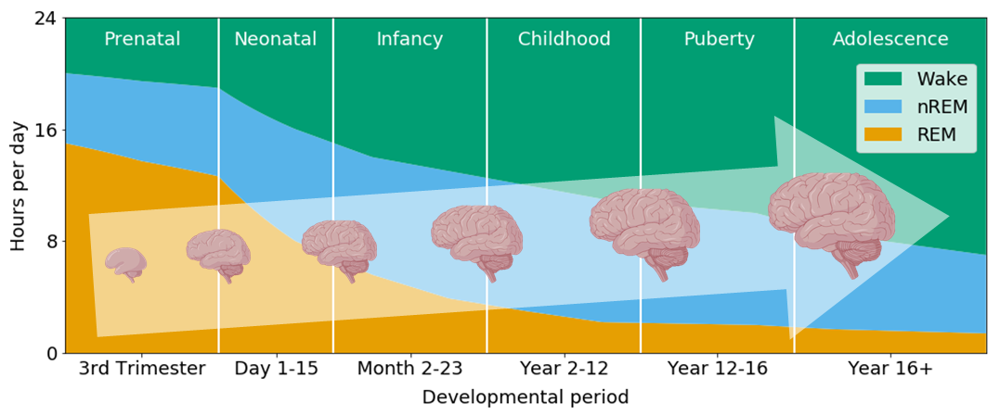 24
Prenatal
Neonatal
Infancy
Childhood
Puberty
Adolescence
Wake
nREM
REM
16
8
0
Hours per day
3rd Trimester
Day 1-15
Month 2-23
Year 2-12
Year 12-16
Year 16+
Developmental period